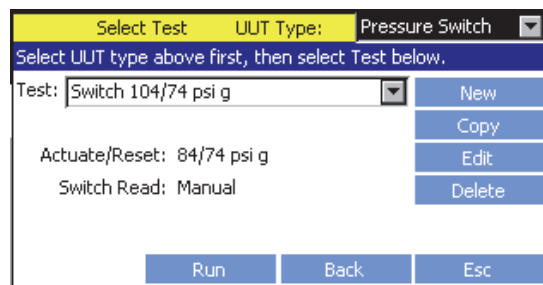 Select Test UUT Type: Pressure Switch
Select UUT type above first, then select Test below.
Test: Switch 104/74 psi g New
Copy
Actuate/Reset: 84/74 psi g Edit
Switch Read: Manual Delete
Run Back Esc